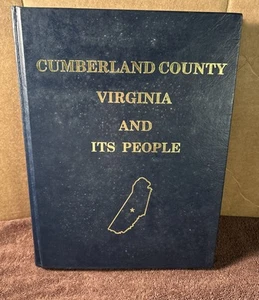 CUMBERLAND COUNTY
VIRGINIA
AND
ITS PEOPLE